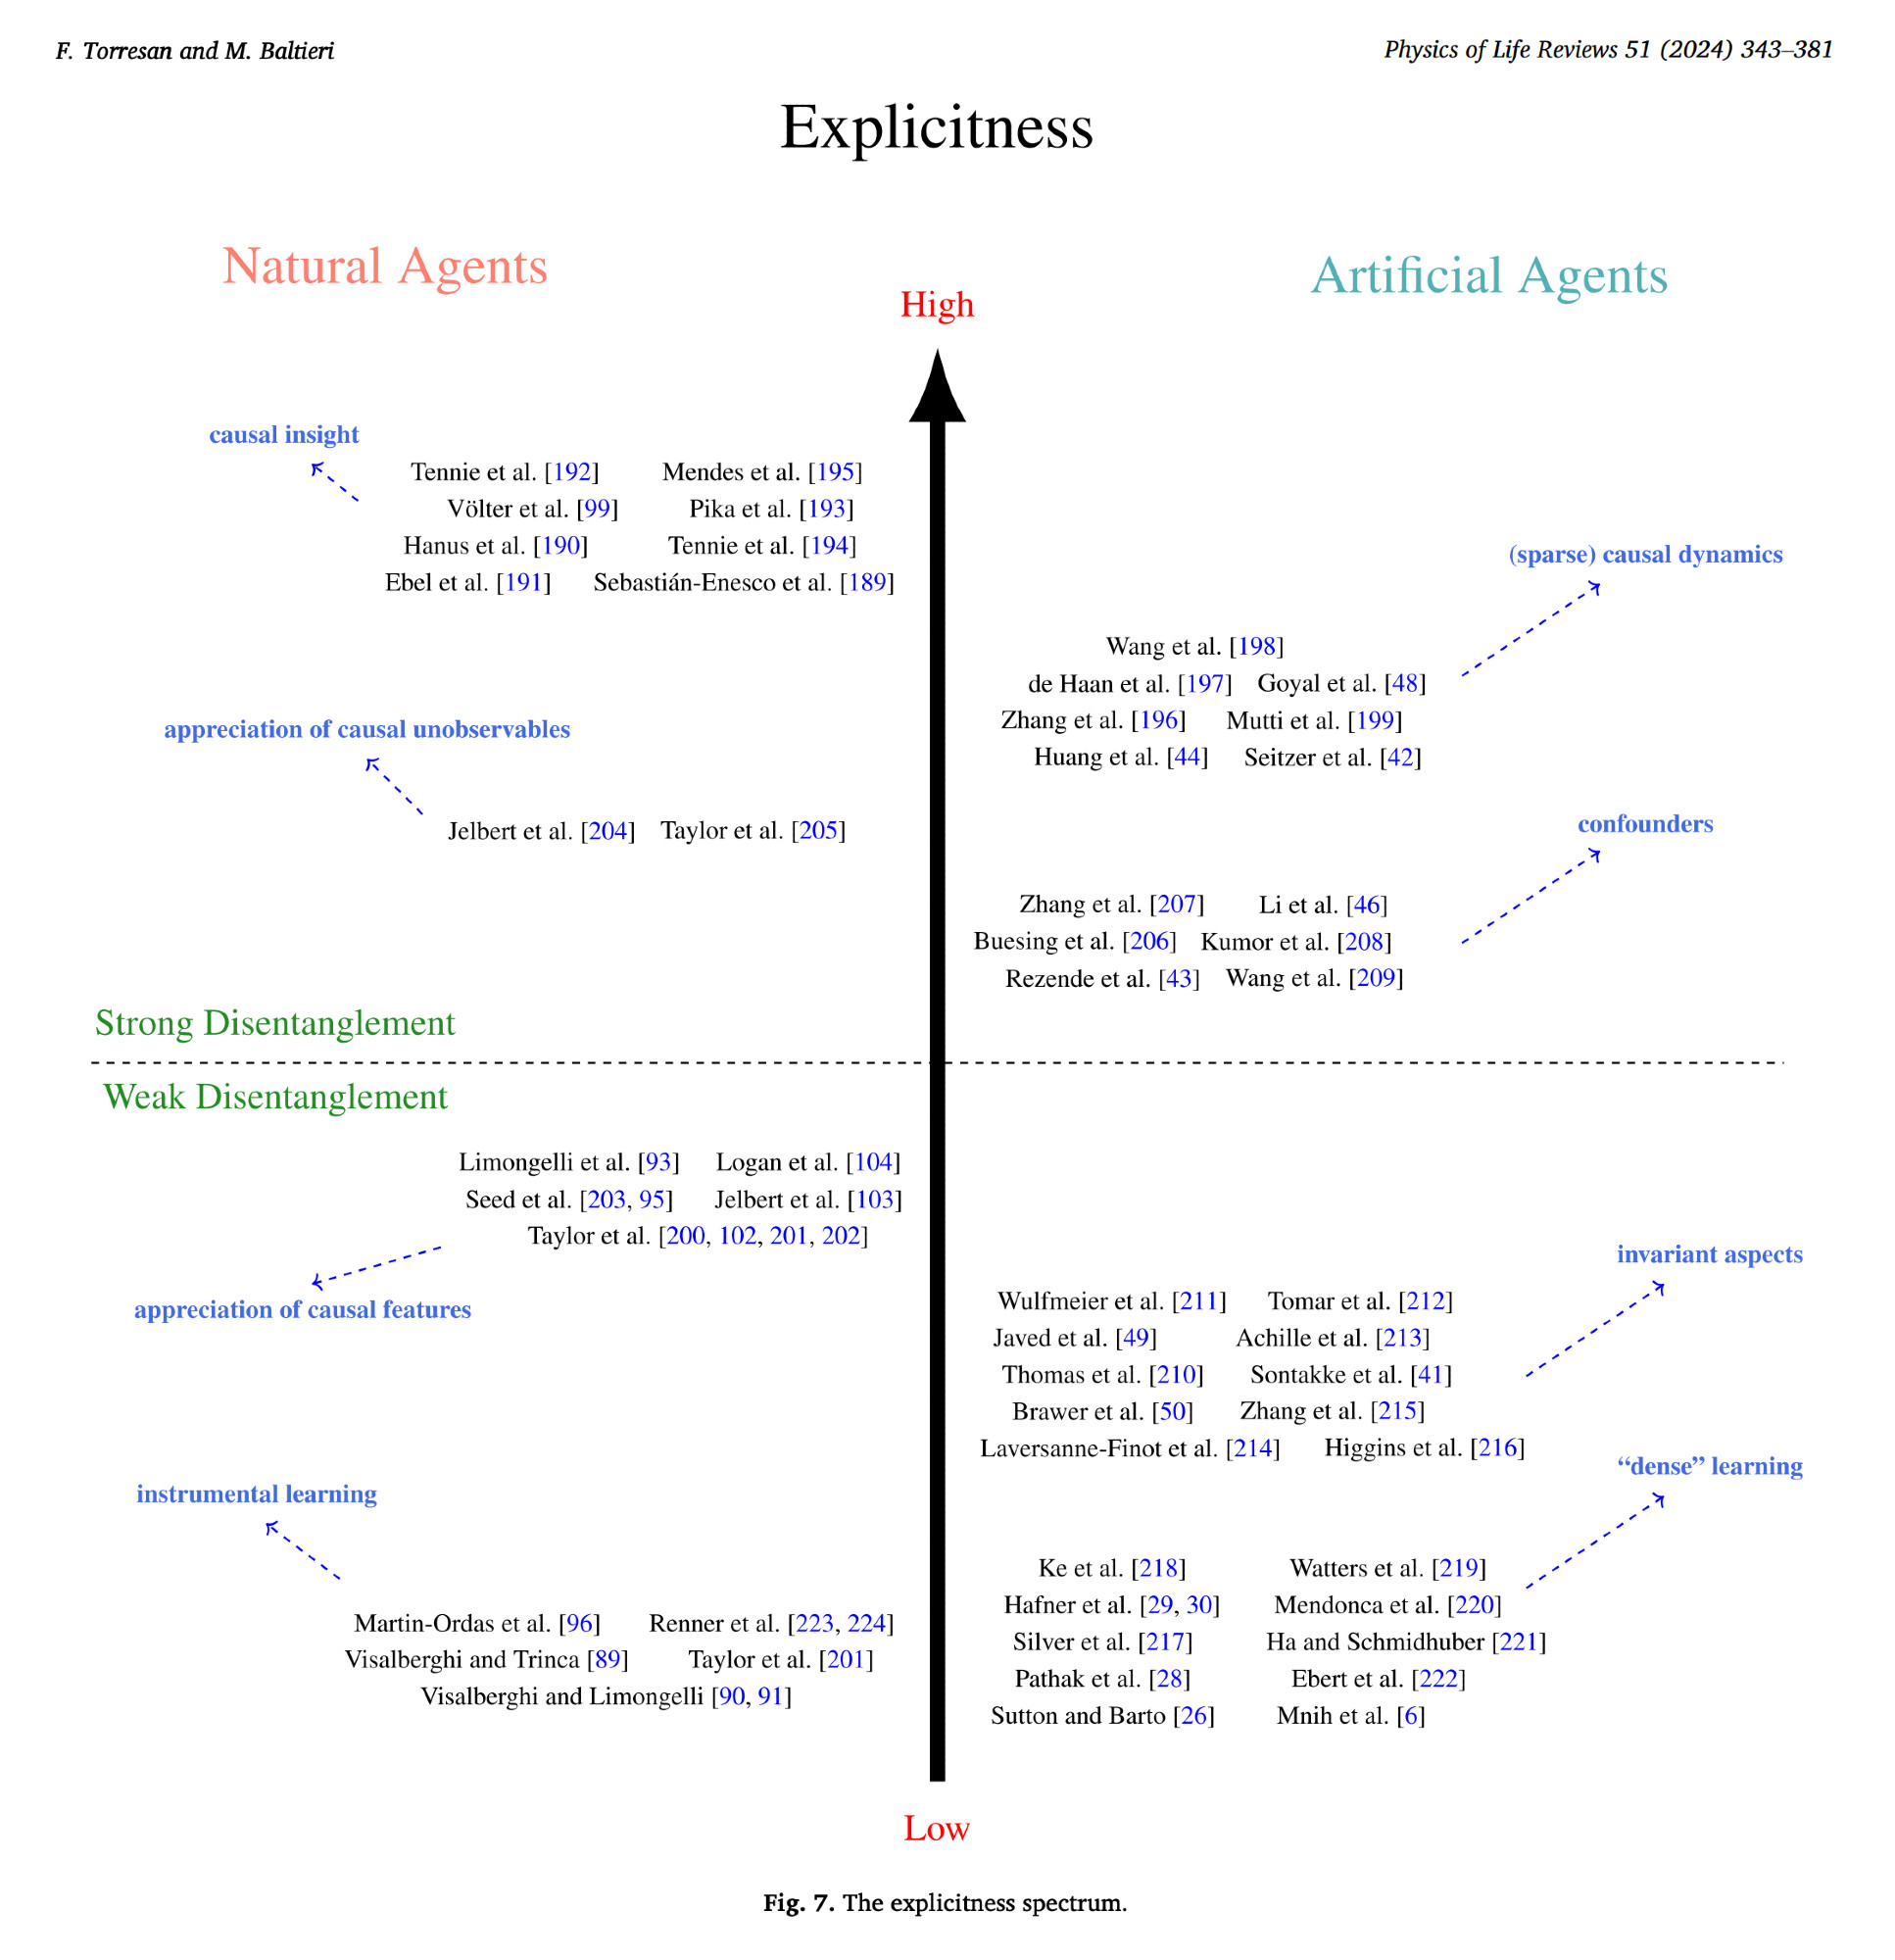 F. Torresan and M. Baltieri
Physics of Life Reviews 51 (2024) 343–381
Explicitness
Natural Agents
Artificial Agents
High
causal insight
Tennie et al. [192] Mendes et al. [195]
Völter et al. [99] Pika et al. [193]
Hanus et al. [190] Tennie et al. [194]
Ebel et al. [191] Sebastián-Enesco et al. [189]
(sparse) causal dynamics
Wang et al. [198]
de Haan et al. [197] Goyal et al. [48]
Zhang et al. [196] Mutti et al. [199]
Huang et al. [44] Seitzer et al. [42]
appreciation of causal unobservables
Jelbert et al. [204] Taylor et al. [205]
confounders
Zhang et al. [207] Li et al. [46]
Buesing et al. [206] Kumor et al. [208]
Rezende et al. [43] Wang et al. [209]
Strong Disentanglement
Weak Disentanglement
Limongelli et al. [93] Logan et al. [104]
Seed et al. [203, 95] Jelbert et al. [103]
Taylor et al. [200, 102, 201, 202]
appreciation of causal features
invariant aspects
Wulfmeier et al. [211] Tomar et al. [212]
Javed et al. [49] Achille et al. [213]
Thomas et al. [210] Sontakke et al. [41]
Brawer et al. [50] Zhang et al. [215]
Laversanne-Finot et al. [214] Higgins et al. [216]
instrumental learning
Martin-Ordas et al. [96] Renner et al. [223, 224]
Visalberghi and Trinca [89] Taylor et al. [201]
Visalberghi and Limongelli [90, 91]
“dense” learning
Ke et al. [218] Watters et al. [219]
Hafner et al. [29, 30] Mendonca et al. [220]
Silver et al. [217] Ha and Schmidhuber [221]
Pathak et al. [28] Ebert et al. [222]
Sutton and Barto [26] Mnih et al. [6]
Low
Fig. 7. The explicitness spectrum.